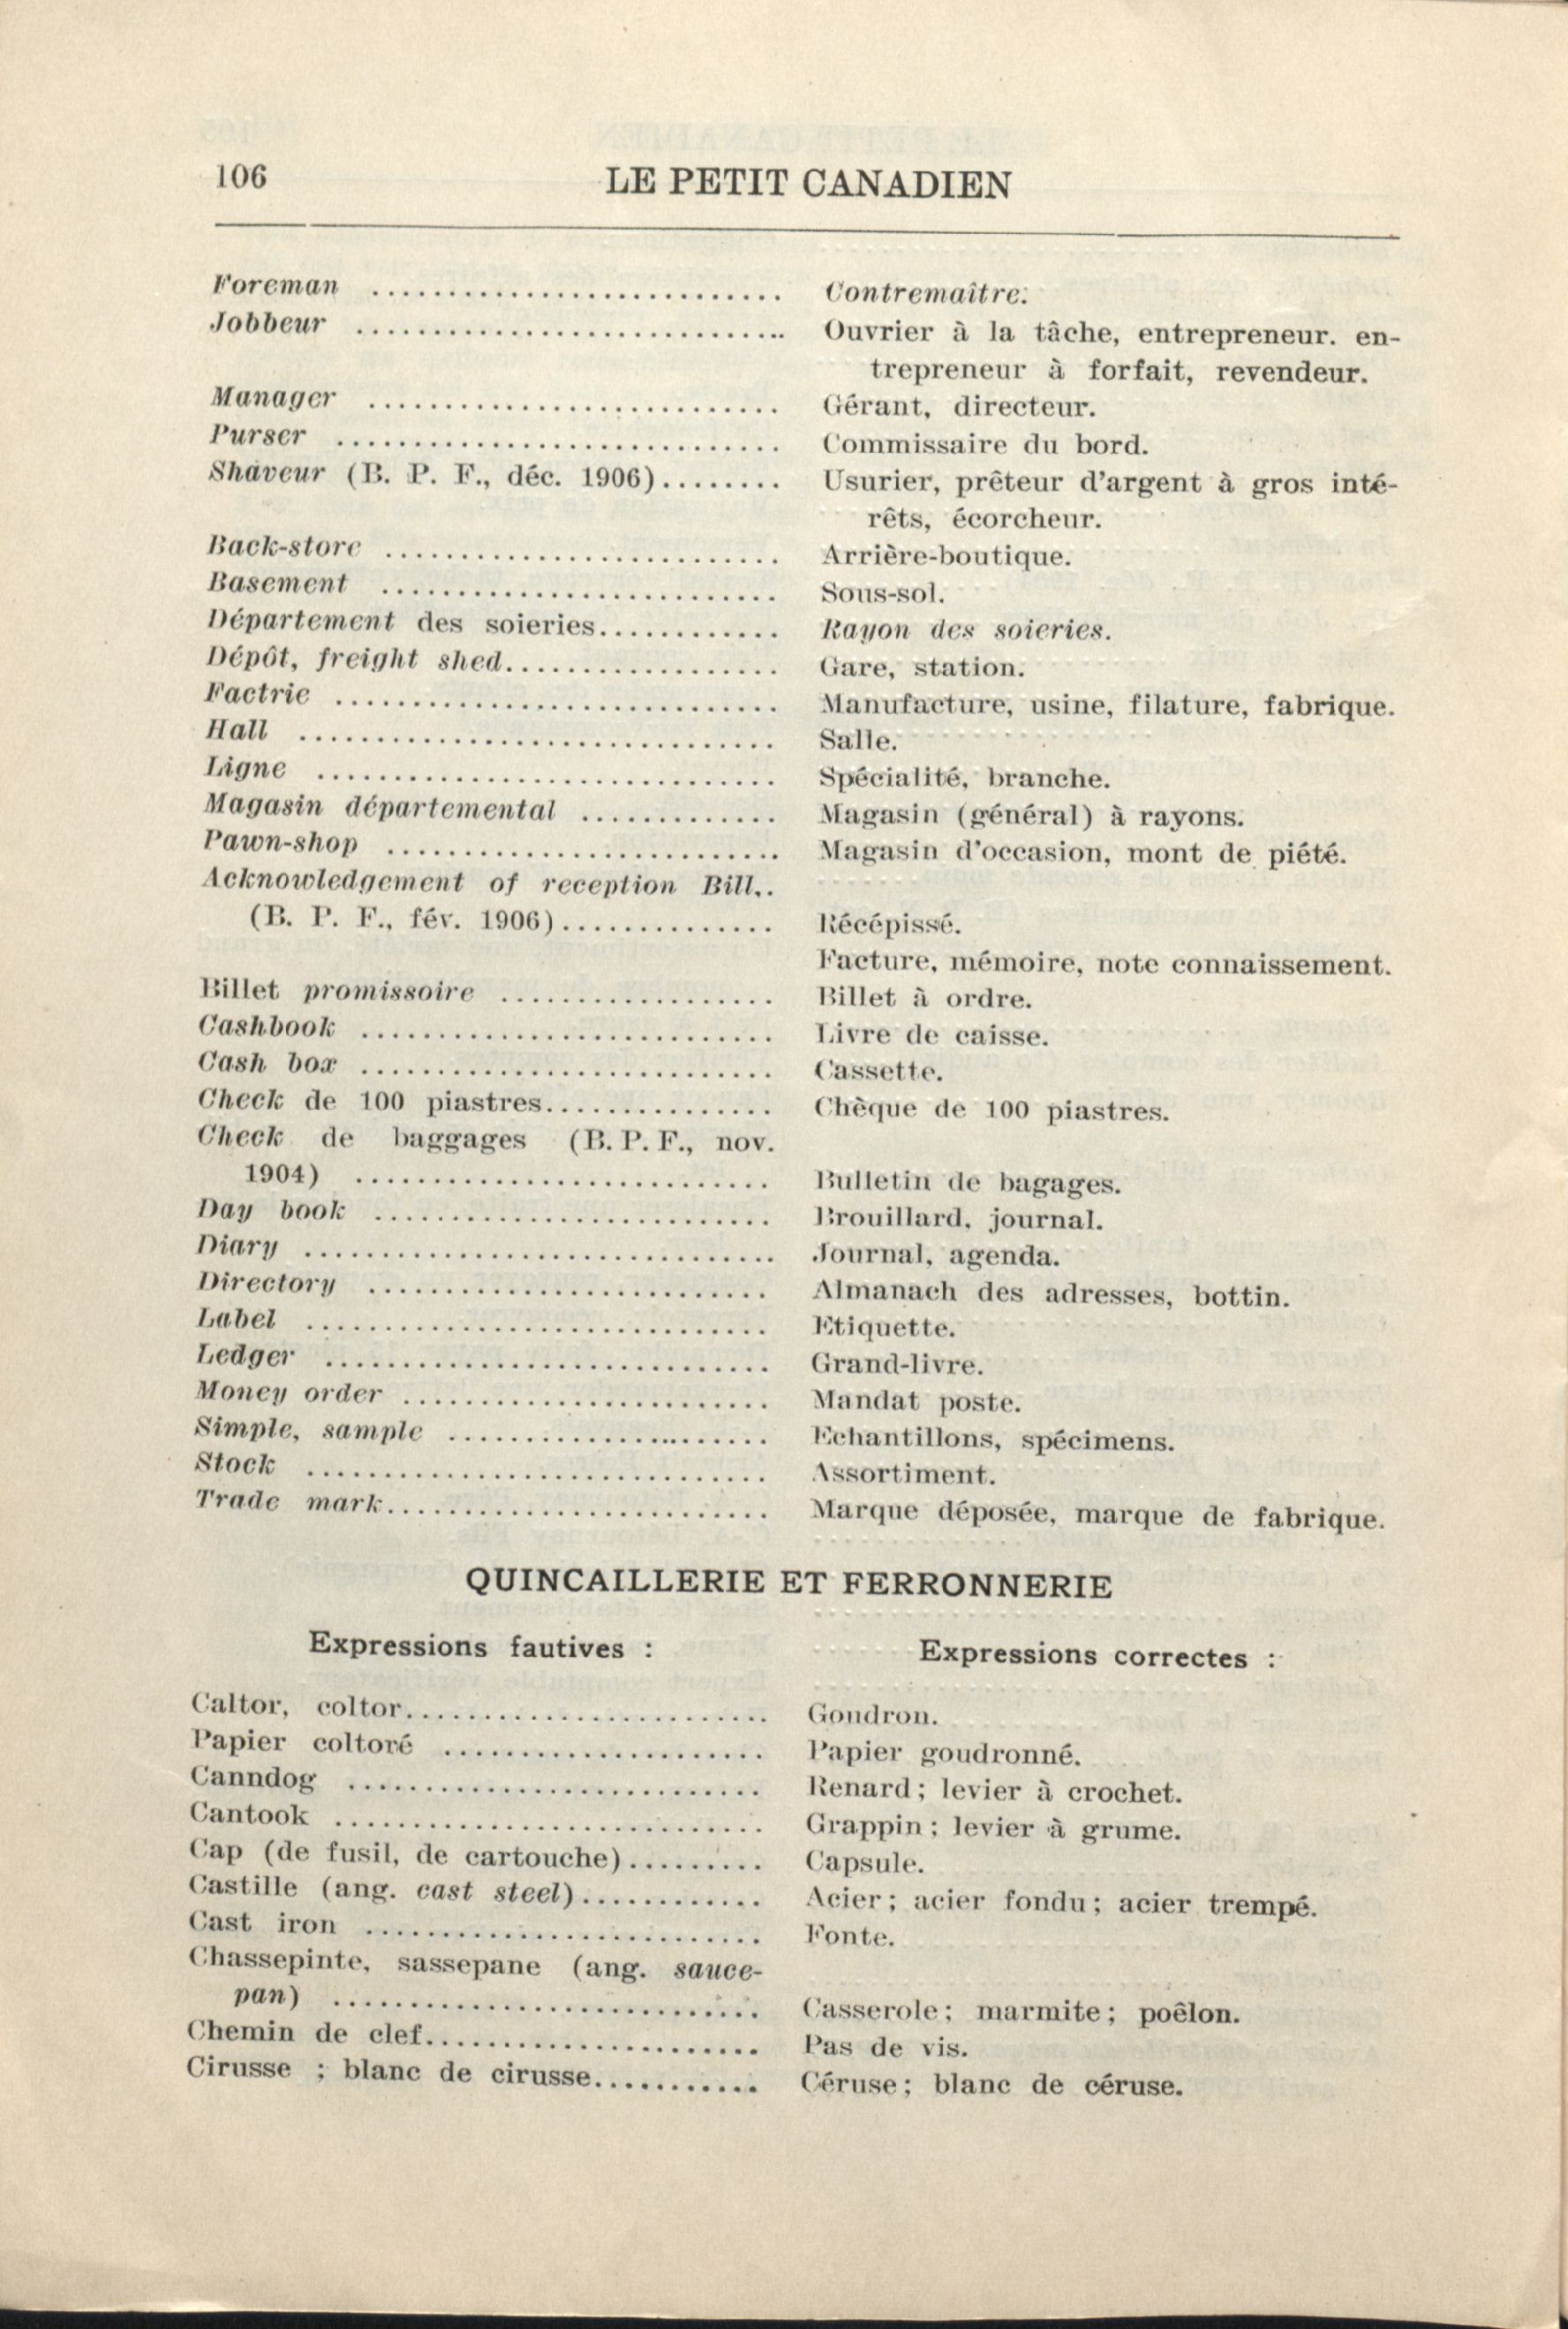 106
LE PETIT CANADIEN
Foreman ........................... Contremaître.
Jobbeur ............................ Ouvrier à la tâche, entrepreneur. en-
trepreneur à forfait, revendeur.
Manager ........................... Gérant, directeur.
Purser ............................. Commissaire du bord.
Shaveur (B. P. F., déc. 1906)........ Usurier, prêteur d'argent à gros inté-
rêts, écorcheur.
Back-store .......................... Arrière-boutique.
Basement .......................... Sous-sol.
Département des soieries............ Rayon des soieries.
Dépôt, freight shed.................. Gare, station.
Factrie ............................. Manufacture, usine, filature, fabrique.
Hall ............................... Salle.
Ligne .............................. Spécialité, branche.
Magasin départemental ............. Magasin (général) à rayons.
Pawn-shop .......................... Magasin d'occasion, mont de piété.
Acknowledgement of reception Bill..
(B. P. F., fév. 1906).............. Récépissé.
Facture, mémoire, note connaissement.
Billet promissoire .................. Billet à ordre.
Cashbook ........................... Livre de caisse.
Cash box ........................... Cassette.
Check de 100 piastres............... Chèque de 100 piastres.
Check de baggages (B. P. F., nov.
1904) ........................... Bulletin de bagages.
Day book .......................... Brouillard, journal.
Diary ............................... Journal, agenda.
Directory .......................... Almanach des adresses, bottin.
Label .............................. Etiquette.
Ledger ............................. Grand-livre.
Money order ........................ Mandat poste.
Simple, sample ..................... Echantillons, spécimens.
Stock .............................. Assortiment.
Trade mark......................... Marque déposée, marque de fabrique.
QUINCAILLERIE ET FERRONNERIE
Expressions fautives : Expressions correctes :
Caltor, coltor........................ Goudron.
Papier coltoré ..................... Papier goudronné.
Canndog ........................... Renard; levier à crochet.
Cantook ............................ Grappin; levier à grume.
Cap (de fusil, de cartouche)......... Capsule.
Castille (ang. cast steel)............ Acier; acier fondu; acier trempé.
Cast iron .......................... Fonte.
Chassepinte, sassepane (ang. sauce-
pan) ............................ Casserole; marmite; poêlon.
Chemin de clef...................... Pas de vis.
Cirusse ; blanc de cirusse........... Céruse; blanc de céruse.